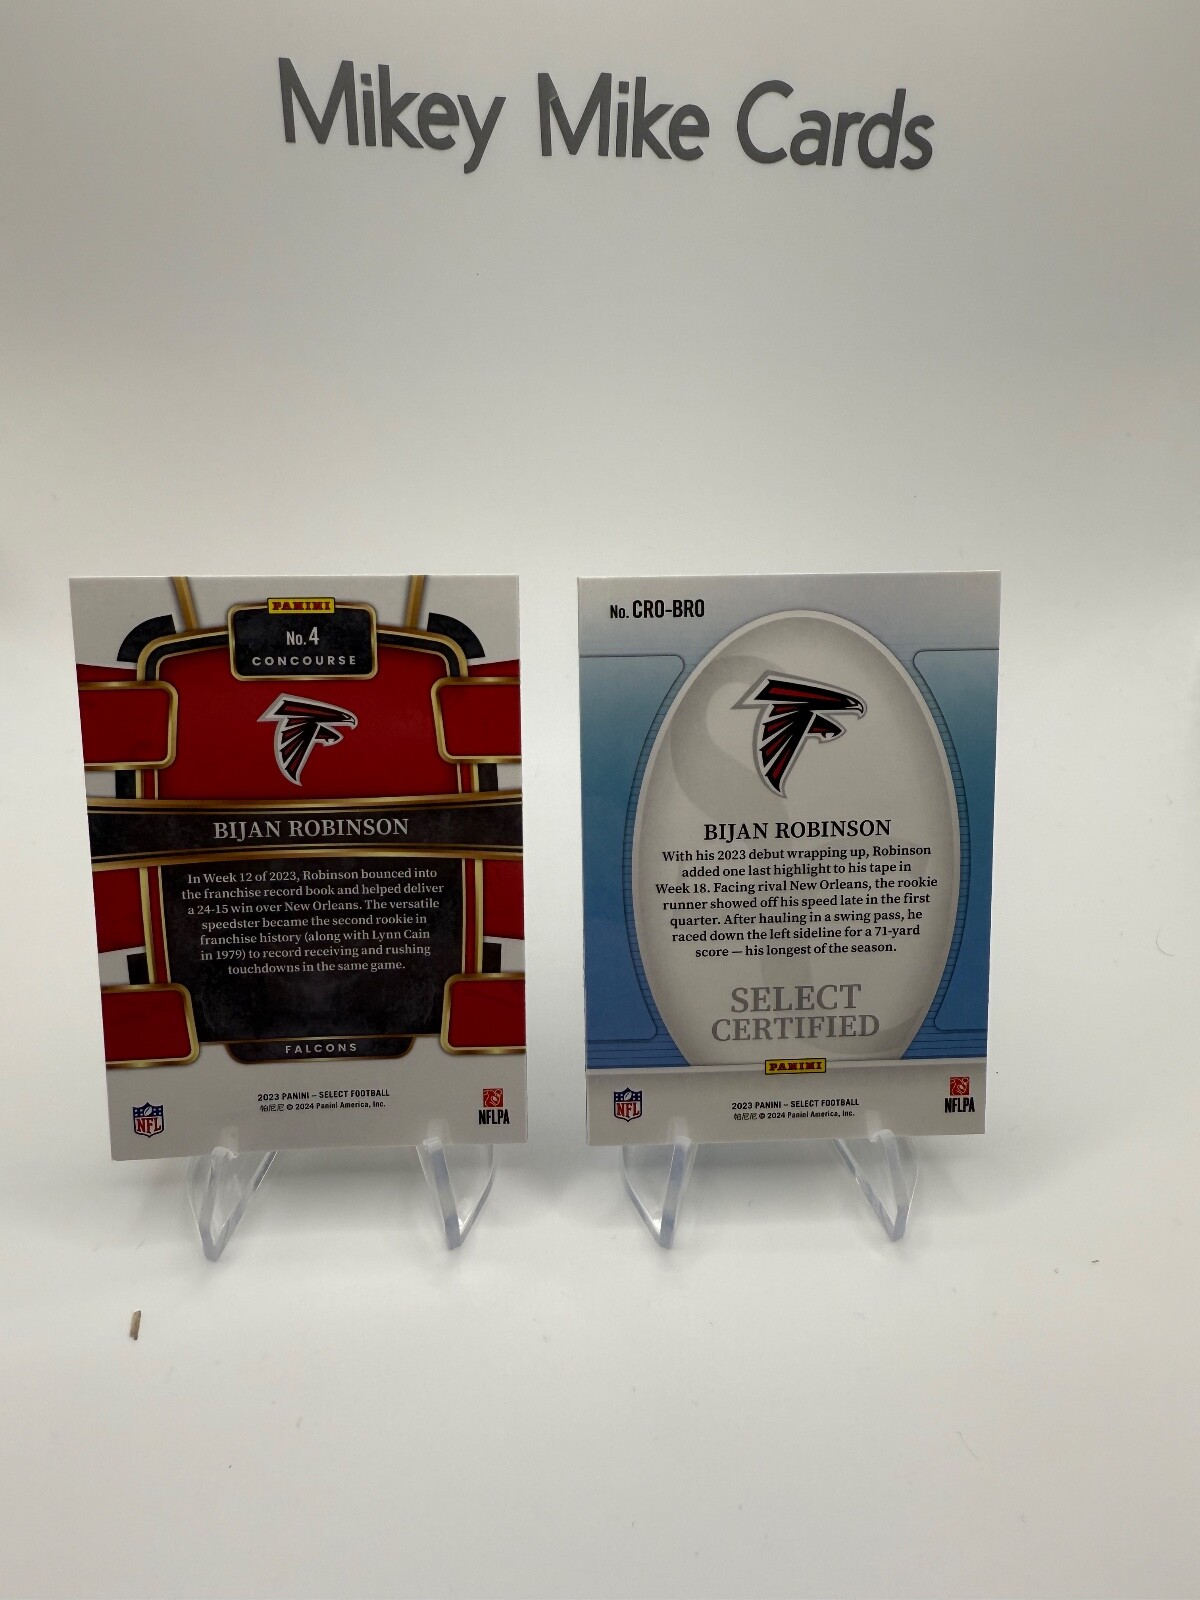 Mikey Mike Cards
PANINI
No. 4
CONCOURSE
BIJAN ROBINSON
In Week 12 of 2023, Robinson bounced into
the franchise record book and helped deliver
a 24-15 win over New Orleans. The versatile
speedster became the second rookie in
franchise history (along with Lynn Cain
in 1979) to record receiving and rushing
touchdowns in the same game.
FALCONS
2023 PANINI – SELECT FOOTBALL
帕尼尼 © 2024 Panini America, Inc.
NFL
NFLPA
No. CRO-BRO
BIJAN ROBINSON
With his 2023 debut wrapping up, Robinson
added one last highlight to his tape in
Week 18. Facing rival New Orleans, the rookie
runner showed off his speed late in the first
quarter. After hauling in a swing pass, he
raced down the left sideline for a 71-yard
score — his longest of the season.
SELECT
CERTIFIED
PANINI
2023 PANINI – SELECT FOOTBALL
帕尼尼 © 2024 Panini America, Inc.
NFL
NFLPA